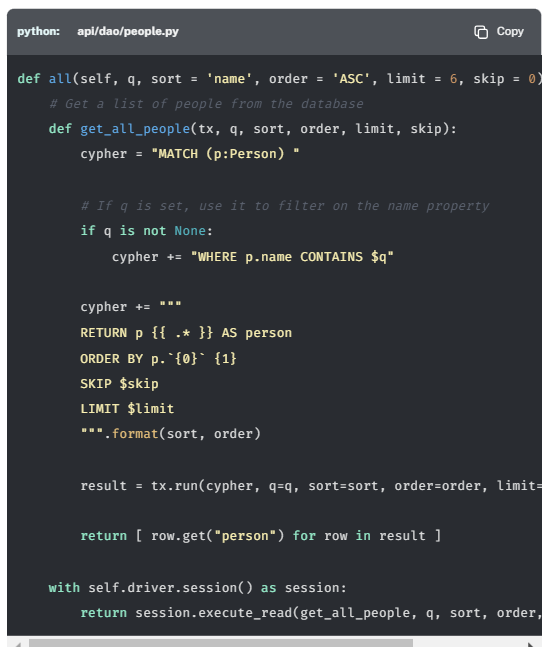 python: api/dao/people.py Copy
def all(self, q, sort = 'name', order = 'ASC', limit = 6, skip = 0)
    # Get a list of people from the database
    def get_all_people(tx, q, sort, order, limit, skip):
        cypher = "MATCH (p:Person) "

        # If q is set, use it to filter on the name property
        if q is not None:
            cypher += "WHERE p.name CONTAINS $q"

        cypher += """
        RETURN p {{ .* }} AS person
        ORDER BY p.`{0}` {1}
        SKIP $skip
        LIMIT $limit
        """.format(sort, order)

        result = tx.run(cypher, q=q, sort=sort, order=order, limit=

        return [ row.get("person") for row in result ]

    with self.driver.session() as session:
        return session.execute_read(get_all_people, q, sort, order,